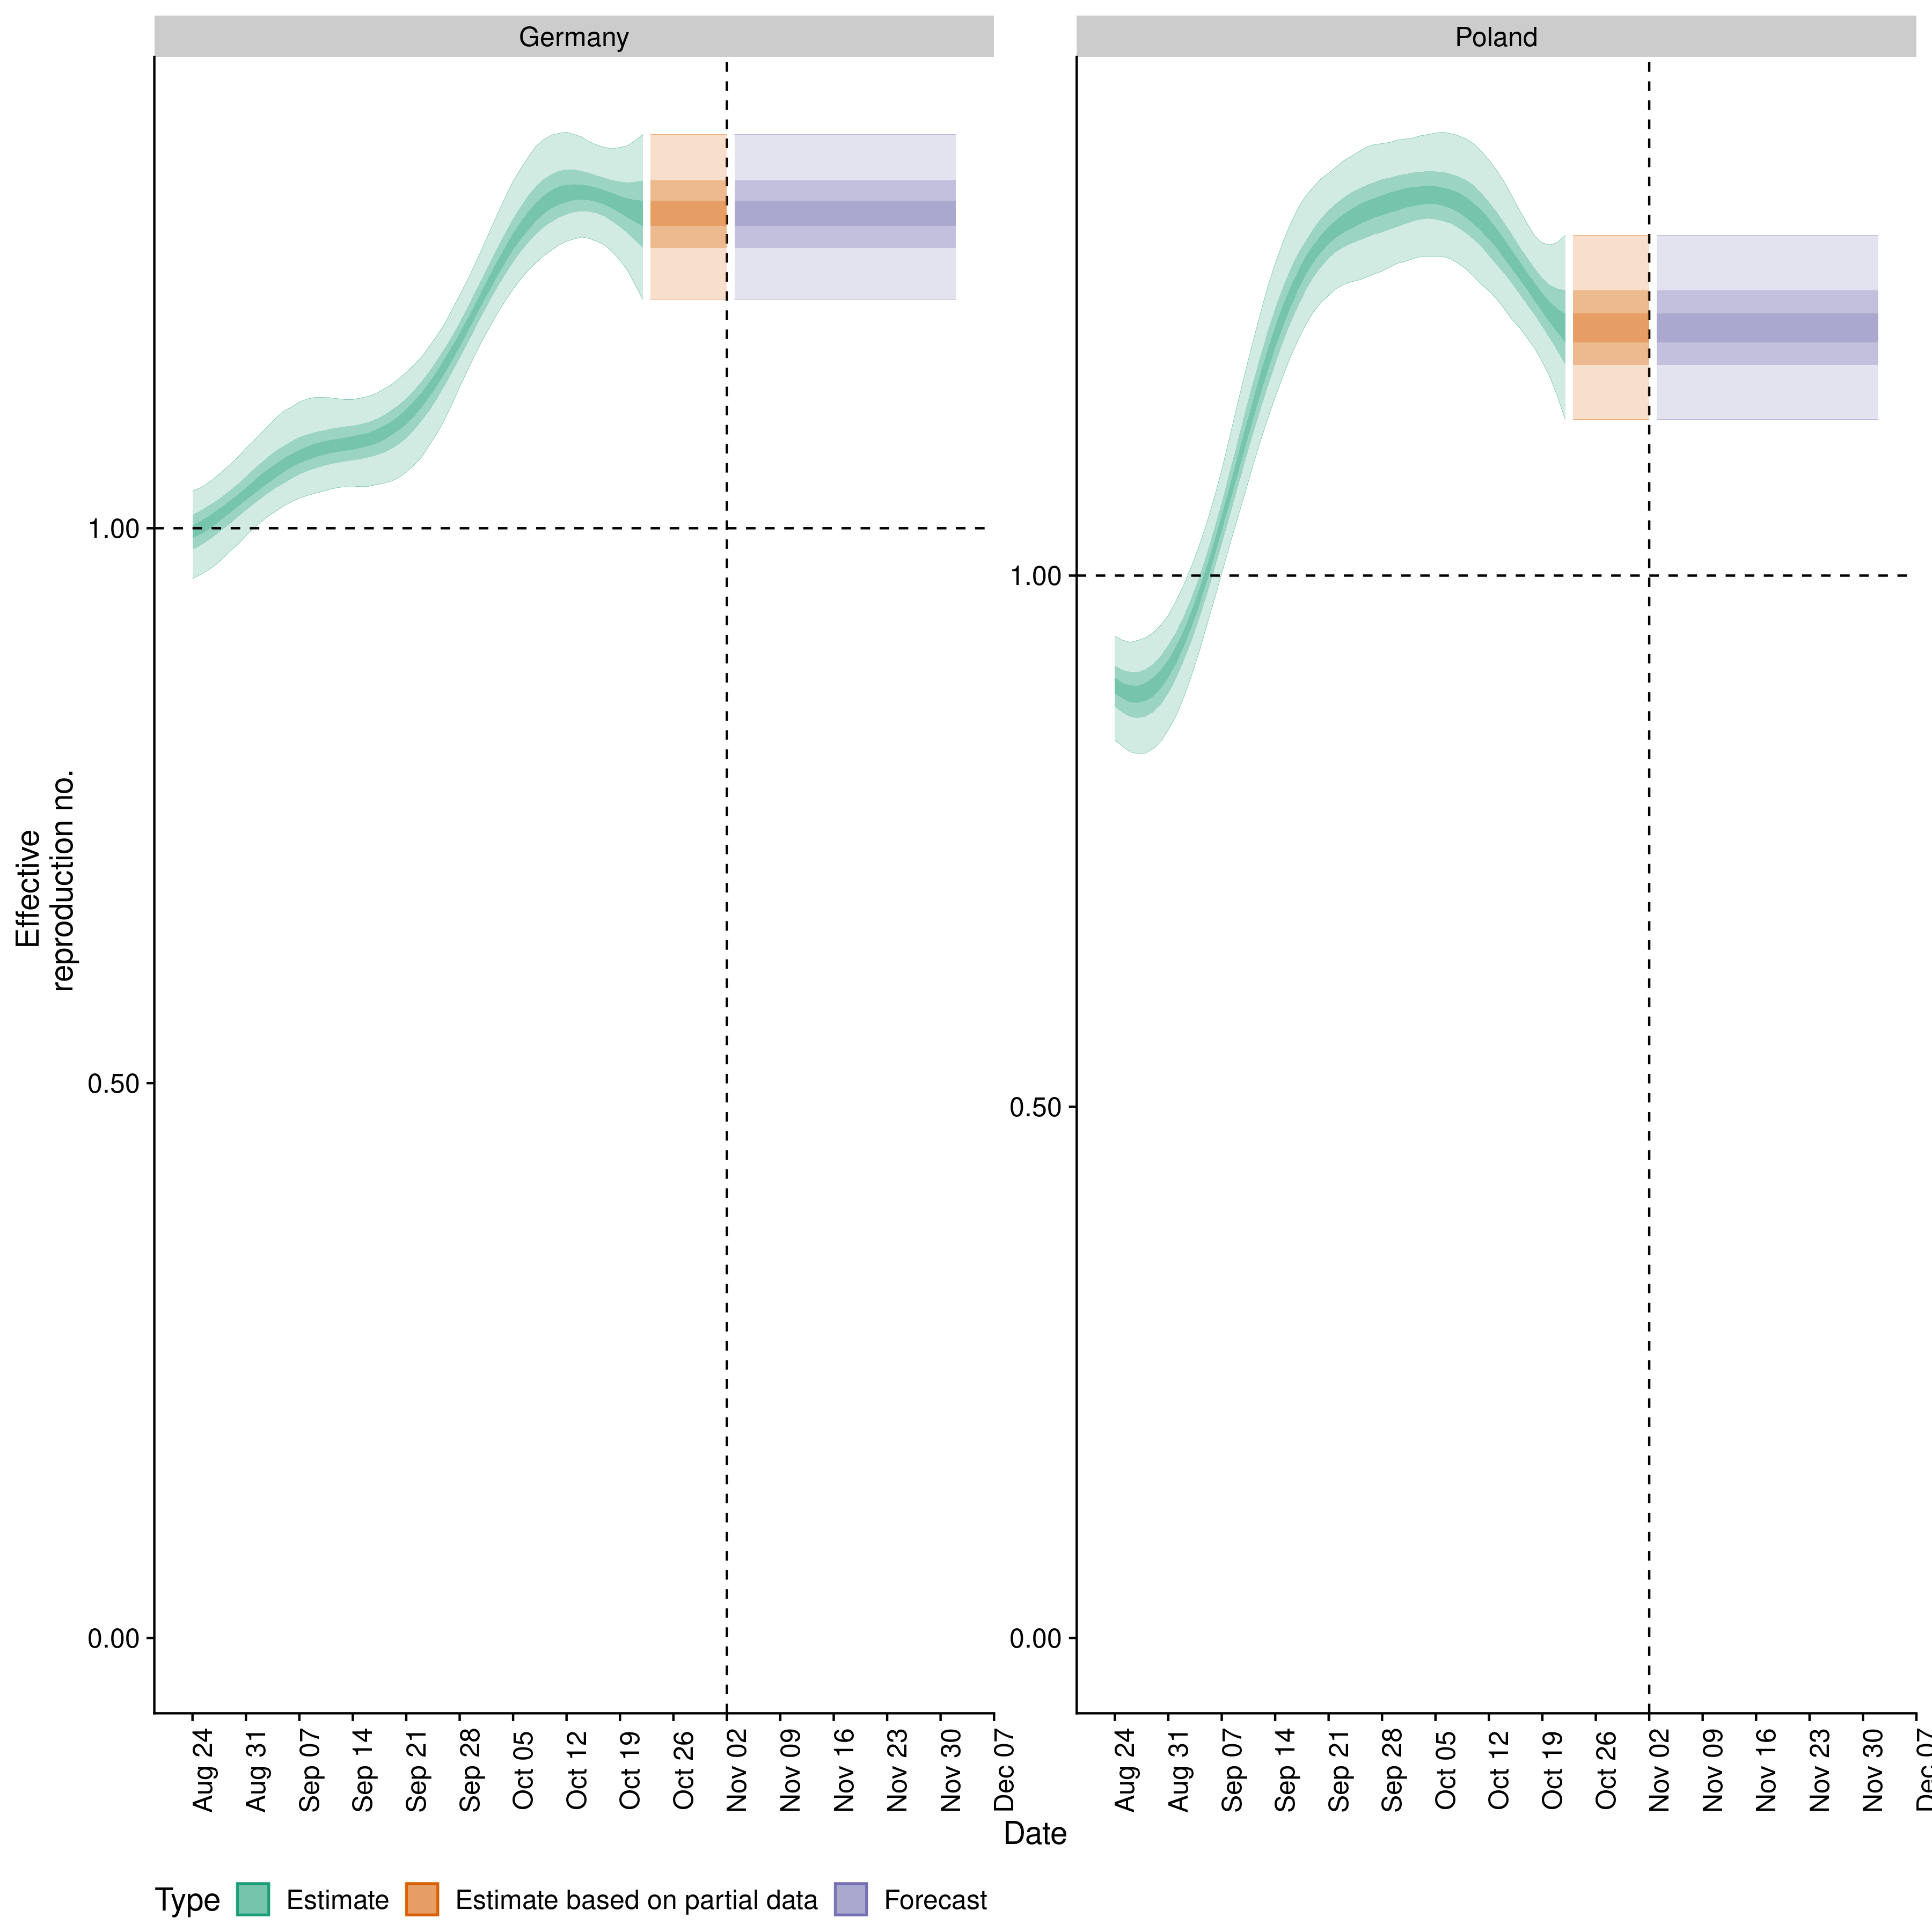 Germany
Poland
Effective
reproduction no.
1.00
0.50
0.00
1.00
0.50
0.00
Aug 24
Aug 31
Sep 07
Sep 14
Sep 21
Sep 28
Oct 05
Oct 12
Oct 19
Oct 26
Nov 02
Nov 09
Nov 16
Nov 23
Nov 30
Dec 07
Aug 24
Aug 31
Sep 07
Sep 14
Sep 21
Sep 28
Oct 05
Oct 12
Oct 19
Oct 26
Nov 02
Nov 09
Nov 16
Nov 23
Nov 30
Dec 07
Date
Type Estimate Estimate based on partial data Forecast